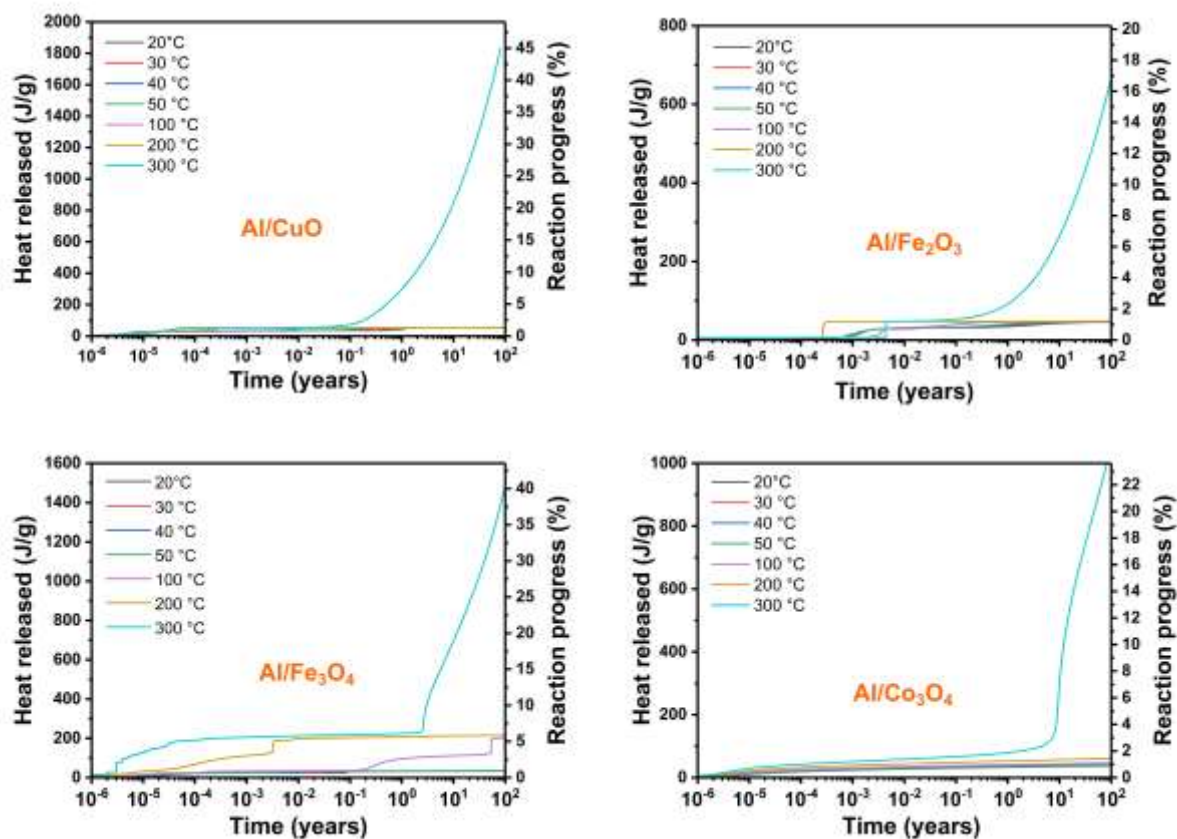 Heat released (J/g)
2000
1800
1600
1400
1200
1000
800
600
400
200
0
20°C
30 °C
40 °C
50 °C
100 °C
200 °C
300 °C
Al/CuO
45
40
35
30
25
20
15
10
5
0
Reaction progress (%)
10⁻⁶ 10⁻⁵ 10⁻⁴ 10⁻³ 10⁻² 10⁻¹ 10⁰ 10¹ 10²
Time (years)
Heat released (J/g)
800
600
400
200
0
20°C
30 °C
40 °C
50 °C
100 °C
200 °C
300 °C
Al/Fe₂O₃
20
18
16
14
12
10
8
6
4
2
0
Reaction progress (%)
10⁻⁶ 10⁻⁵ 10⁻⁴ 10⁻³ 10⁻² 10⁻¹ 10⁰ 10¹ 10²
Time (years)
Heat released (J/g)
1600
1400
1200
1000
800
600
400
200
0
20°C
30 °C
40 °C
50 °C
100 °C
200 °C
300 °C
Al/Fe₃O₄
40
35
30
25
20
15
10
5
0
Reaction progress (%)
10⁻⁶ 10⁻⁵ 10⁻⁴ 10⁻³ 10⁻² 10⁻¹ 10⁰ 10¹ 10²
Time (years)
Heat released (J/g)
1000
800
600
400
200
0
20°C
30 °C
40 °C
50 °C
100 °C
200 °C
300 °C
Al/Co₃O₄
22
20
18
16
14
12
10
8
6
4
2
0
Reaction progress (%)
10⁻⁶ 10⁻⁵ 10⁻⁴ 10⁻³ 10⁻² 10⁻¹ 10⁰ 10¹ 10²
Time (years)